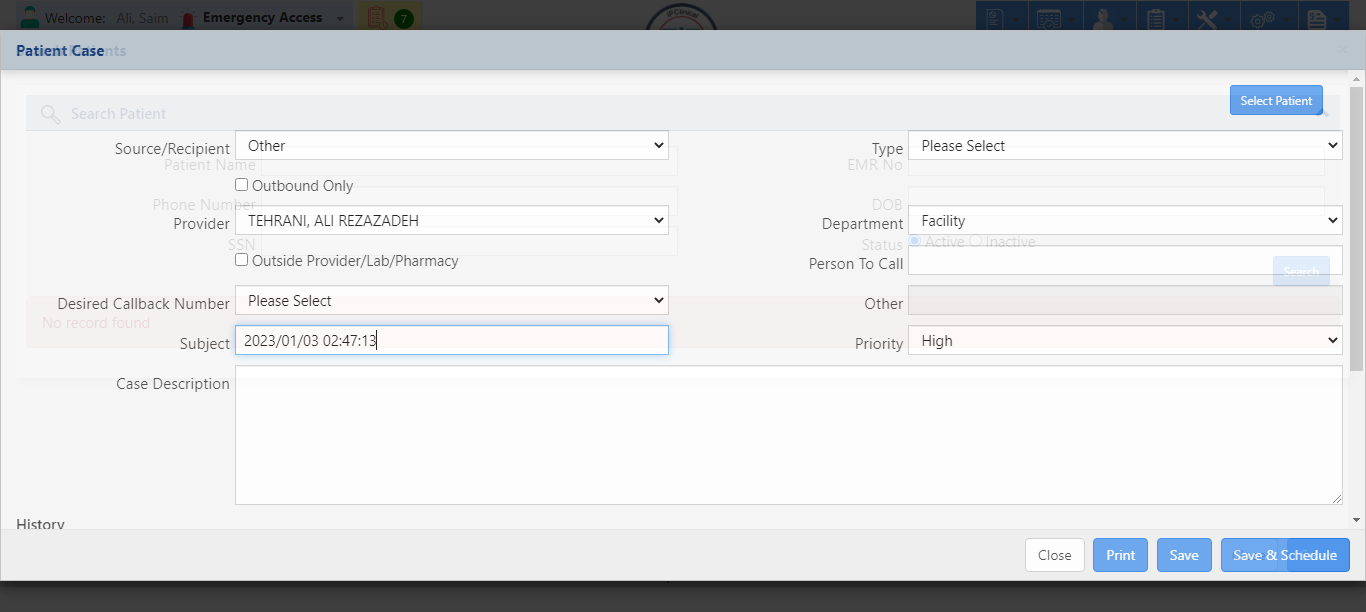 Welcome: Ali, Saim Emergency Access 7
IPClinical
Patient Case
Search Patient Select Patient
Source/Recipient Other Type Please Select
Patient Name EMR No
Outbound Only
Phone Number DOB
Provider TEHRANI, ALI REZAZADEH Department Facility
SSN Status Active Inactive
Outside Provider/Lab/Pharmacy Person To Call
Search
Desired Callback Number Please Select Other
No record found
Subject 2023/01/03 02:47:13 Priority High
Case Description
History
Close Print Save Save & Schedule